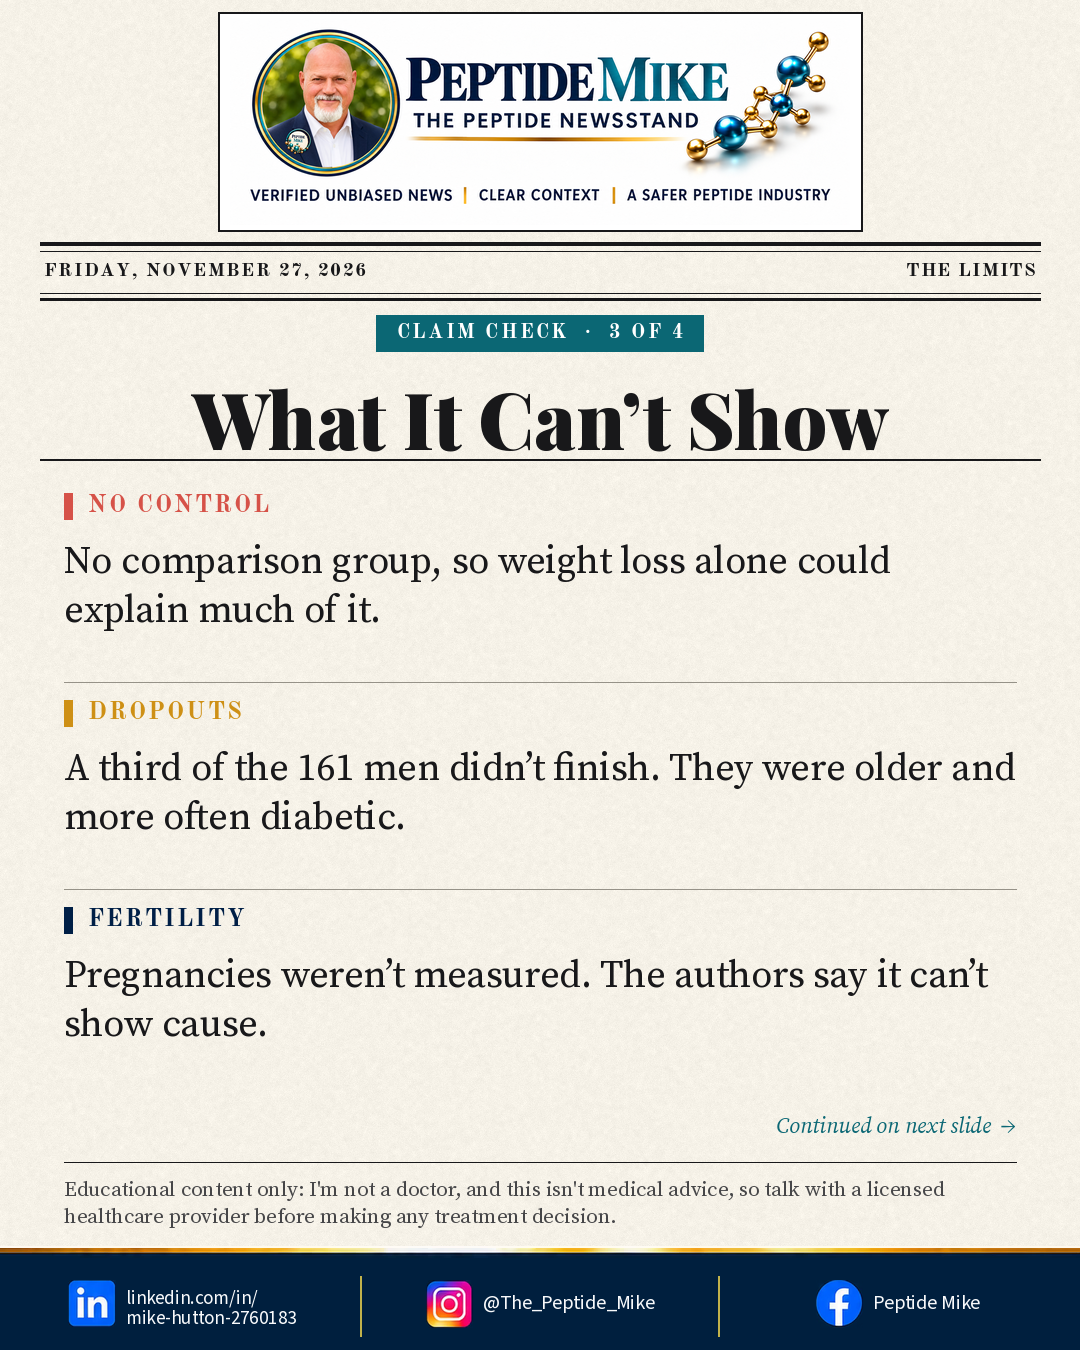 PEPTIDEMIKE
THE PEPTIDE NEWSSTAND
VERIFIED UNBIASED NEWS | CLEAR CONTEXT | A SAFER PEPTIDE INDUSTRY
FRIDAY, NOVEMBER 27, 2026
THE LIMITS
CLAIM CHECK · 3 OF 4
What It Can’t Show
NO CONTROL
No comparison group, so weight loss alone could
explain much of it.
DROPOUTS
A third of the 161 men didn’t finish. They were older and
more often diabetic.
FERTILITY
Pregnancies weren’t measured. The authors say it can’t
show cause.
Continued on next slide →
Educational content only: I'm not a doctor, and this isn't medical advice, so talk with a licensed
healthcare provider before making any treatment decision.
linkedin.com/in/
mike-hutton-2760183
@The_Peptide_Mike
Peptide Mike